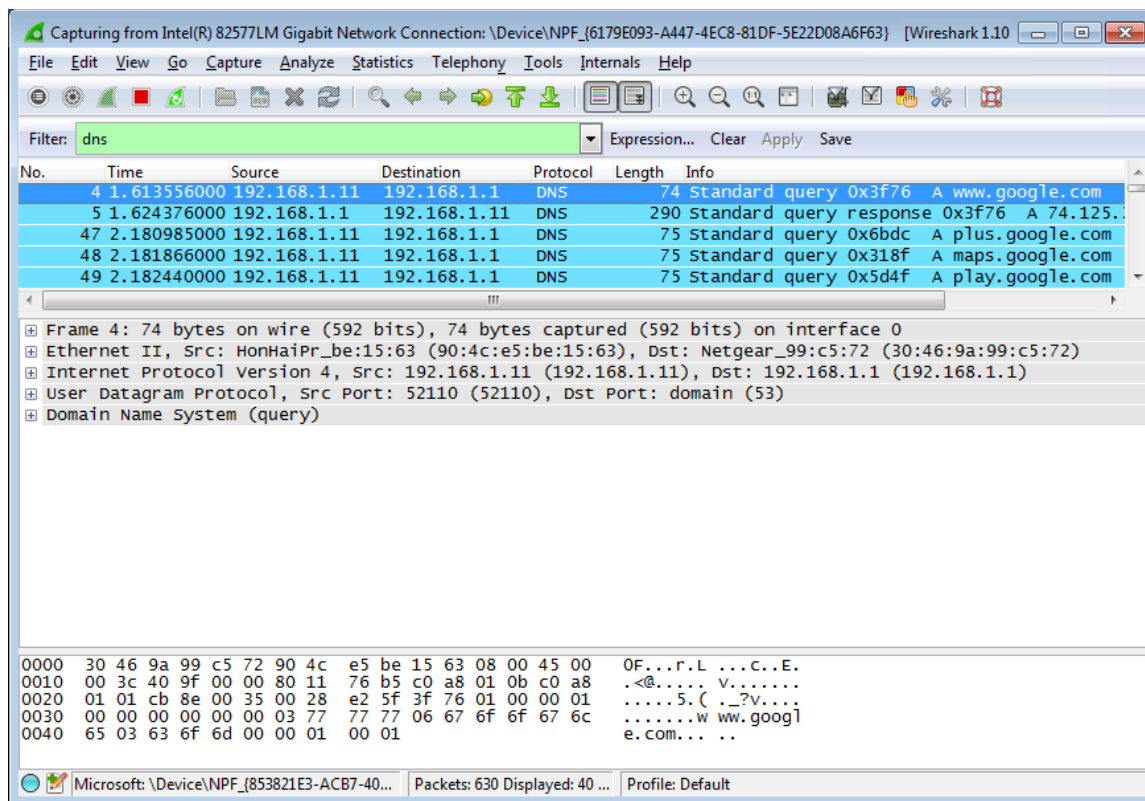 Capturing from Intel(R) 82577LM Gigabit Network Connection: \Device\NPF_{6179E093-A447-4EC8-81DF-5E22D08A6F63} [Wireshark 1.10
File Edit View Go Capture Analyze Statistics Telephony Tools Internals Help
Filter: dns Expression... Clear Apply Save
No. Time Source Destination Protocol Length Info
4 1.613556000 192.168.1.11 192.168.1.1 DNS 74 Standard query 0x3f76 A www.google.com
5 1.624376000 192.168.1.1 192.168.1.11 DNS 290 Standard query response 0x3f76 A 74.125.
47 2.180985000 192.168.1.11 192.168.1.1 DNS 75 Standard query 0x6bdc A plus.google.com
48 2.181866000 192.168.1.11 192.168.1.1 DNS 75 Standard query 0x318f A maps.google.com
49 2.182440000 192.168.1.11 192.168.1.1 DNS 75 Standard query 0x5d4f A play.google.com
Frame 4: 74 bytes on wire (592 bits), 74 bytes captured (592 bits) on interface 0
Ethernet II, Src: HonHaiPr_be:15:63 (90:4c:e5:be:15:63), Dst: Netgear_99:c5:72 (30:46:9a:99:c5:72)
Internet Protocol Version 4, Src: 192.168.1.11 (192.168.1.11), Dst: 192.168.1.1 (192.168.1.1)
User Datagram Protocol, Src Port: 52110 (52110), Dst Port: domain (53)
Domain Name System (query)
0000 30 46 9a 99 c5 72 90 4c e5 be 15 63 08 00 45 00 0F...r.L ...c..E.
0010 00 3c 40 9f 00 00 80 11 76 b5 c0 a8 01 0b c0 a8 .<@..... v.......
0020 01 01 cb 8e 00 35 00 28 e2 5f 3f 76 01 00 00 01 .....5.( ._?v....
0030 00 00 00 00 00 00 03 77 77 77 06 67 6f 6f 67 6c .......w ww.googl
0040 65 03 63 6f 6d 00 00 01 00 01 e.com... ..
Microsoft: \Device\NPF_{853821E3-ACB7-40... Packets: 630 Displayed: 40 ... Profile: Default